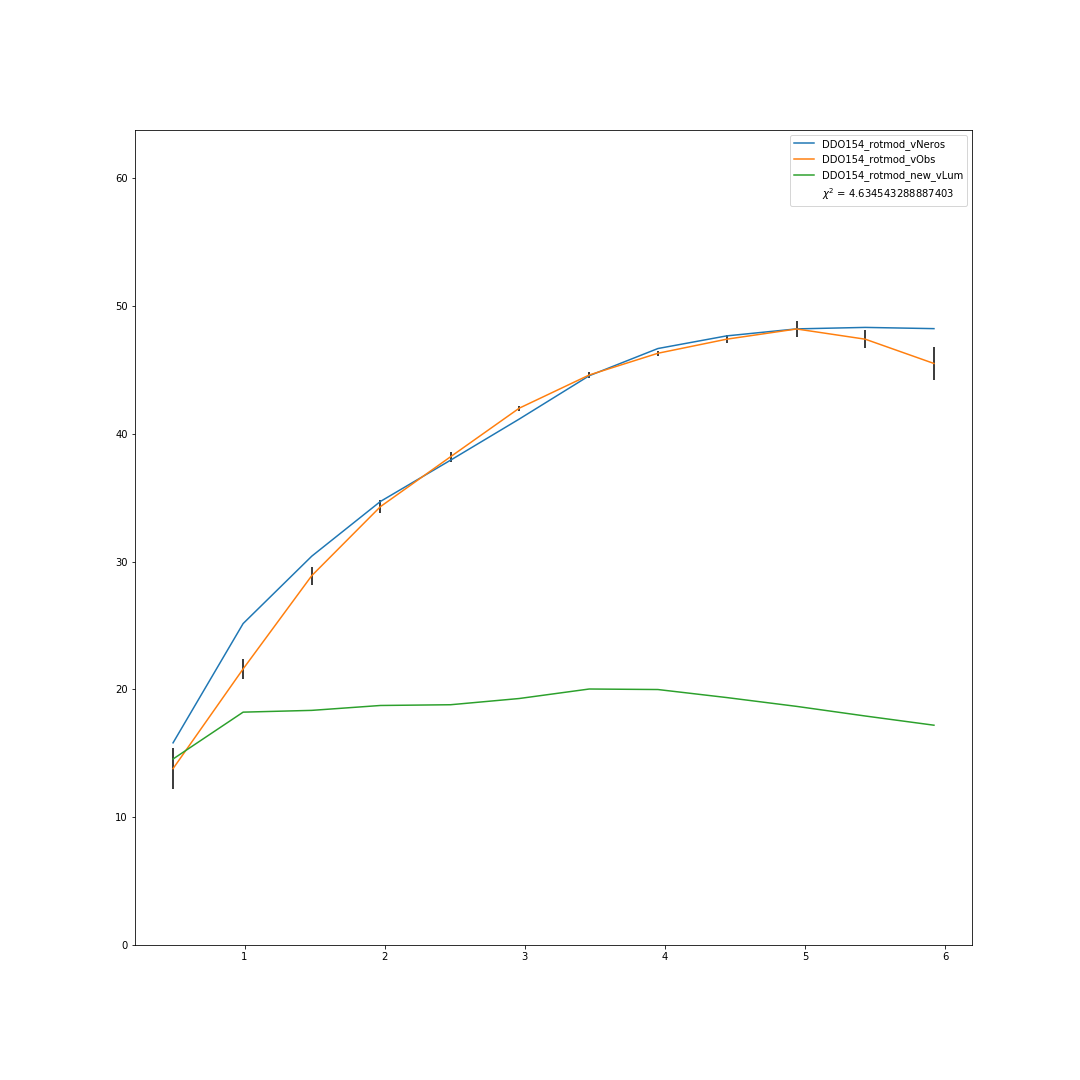 DDO154_rotmod_vNeros
DDO154_rotmod_vObs
DDO154_rotmod_new_vLum
χ² = 4.634543288887403
60
50
40
30
20
10
0
1 2 3 4 5 6